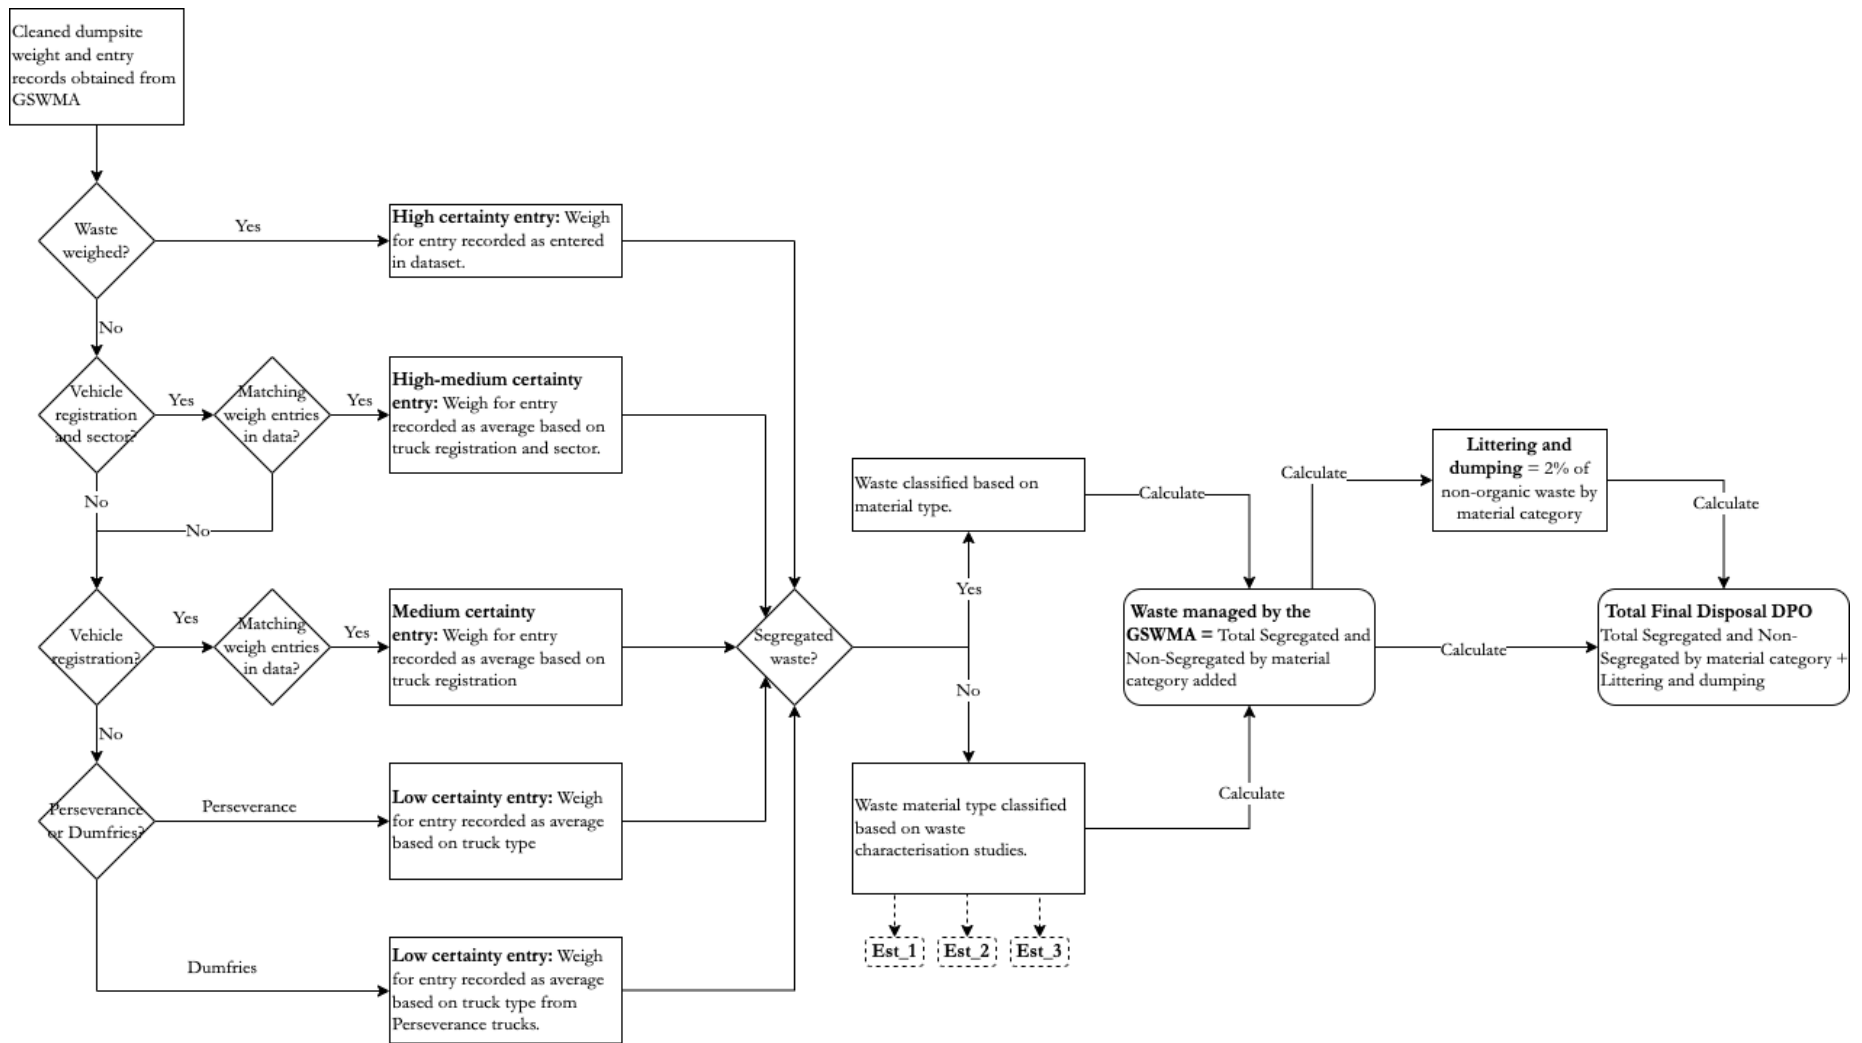 Cleaned dumpsite
weight and entry
records obtained from
GSWMA
Waste
weighed?
Yes
High certainty entry: Weigh
for entry recorded as entered
in dataset.
No
Vehicle
registration
and sector?
Yes
Matching
weigh entries
in data?
Yes
High-medium certainty
entry: Weigh for entry
recorded as average based on
truck registration and sector.
No
No
Vehicle
registration?
Yes
Matching
weigh entries
in data?
Yes
Medium certainty
entry: Weigh for entry
recorded as average based on
truck registration
No
Perseverance
or Dumfries?
Perseverance
Low certainty entry: Weigh
for entry recorded as average
based on truck type
Dumfries
Low certainty entry: Weigh
for entry recorded as average
based on truck type from
Perseverance trucks.
Segregated
waste?
Yes
Waste classified based on
material type.
No
Waste material type classified
based on waste
characterisation studies.
Est_1
Est_2
Est_3
Calculate
Calculate
Waste managed by the
GSWMA = Total Segregated and
Non-Segregated by material
category added
Calculate
Littering and
dumping = 2% of
non-organic waste by
material category
Calculate
Calculate
Total Final Disposal DPO
Total Segregated and Non-
Segregated by material category +
Littering and dumping